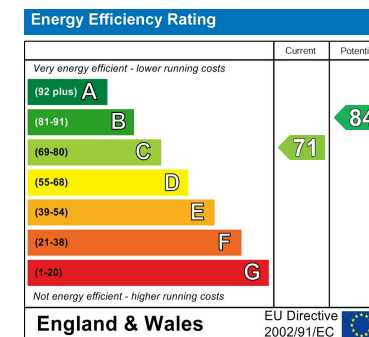 Energy Efficiency Rating
Current Potenti
Very energy efficient - lower running costs
(92 plus) A
(81-91) B
84
(69-80) C
71
(55-68) D
(39-54) E
(21-38) F
(1-20) G
Not energy efficient - higher running costs
England & Wales
EU Directive
2002/91/EC